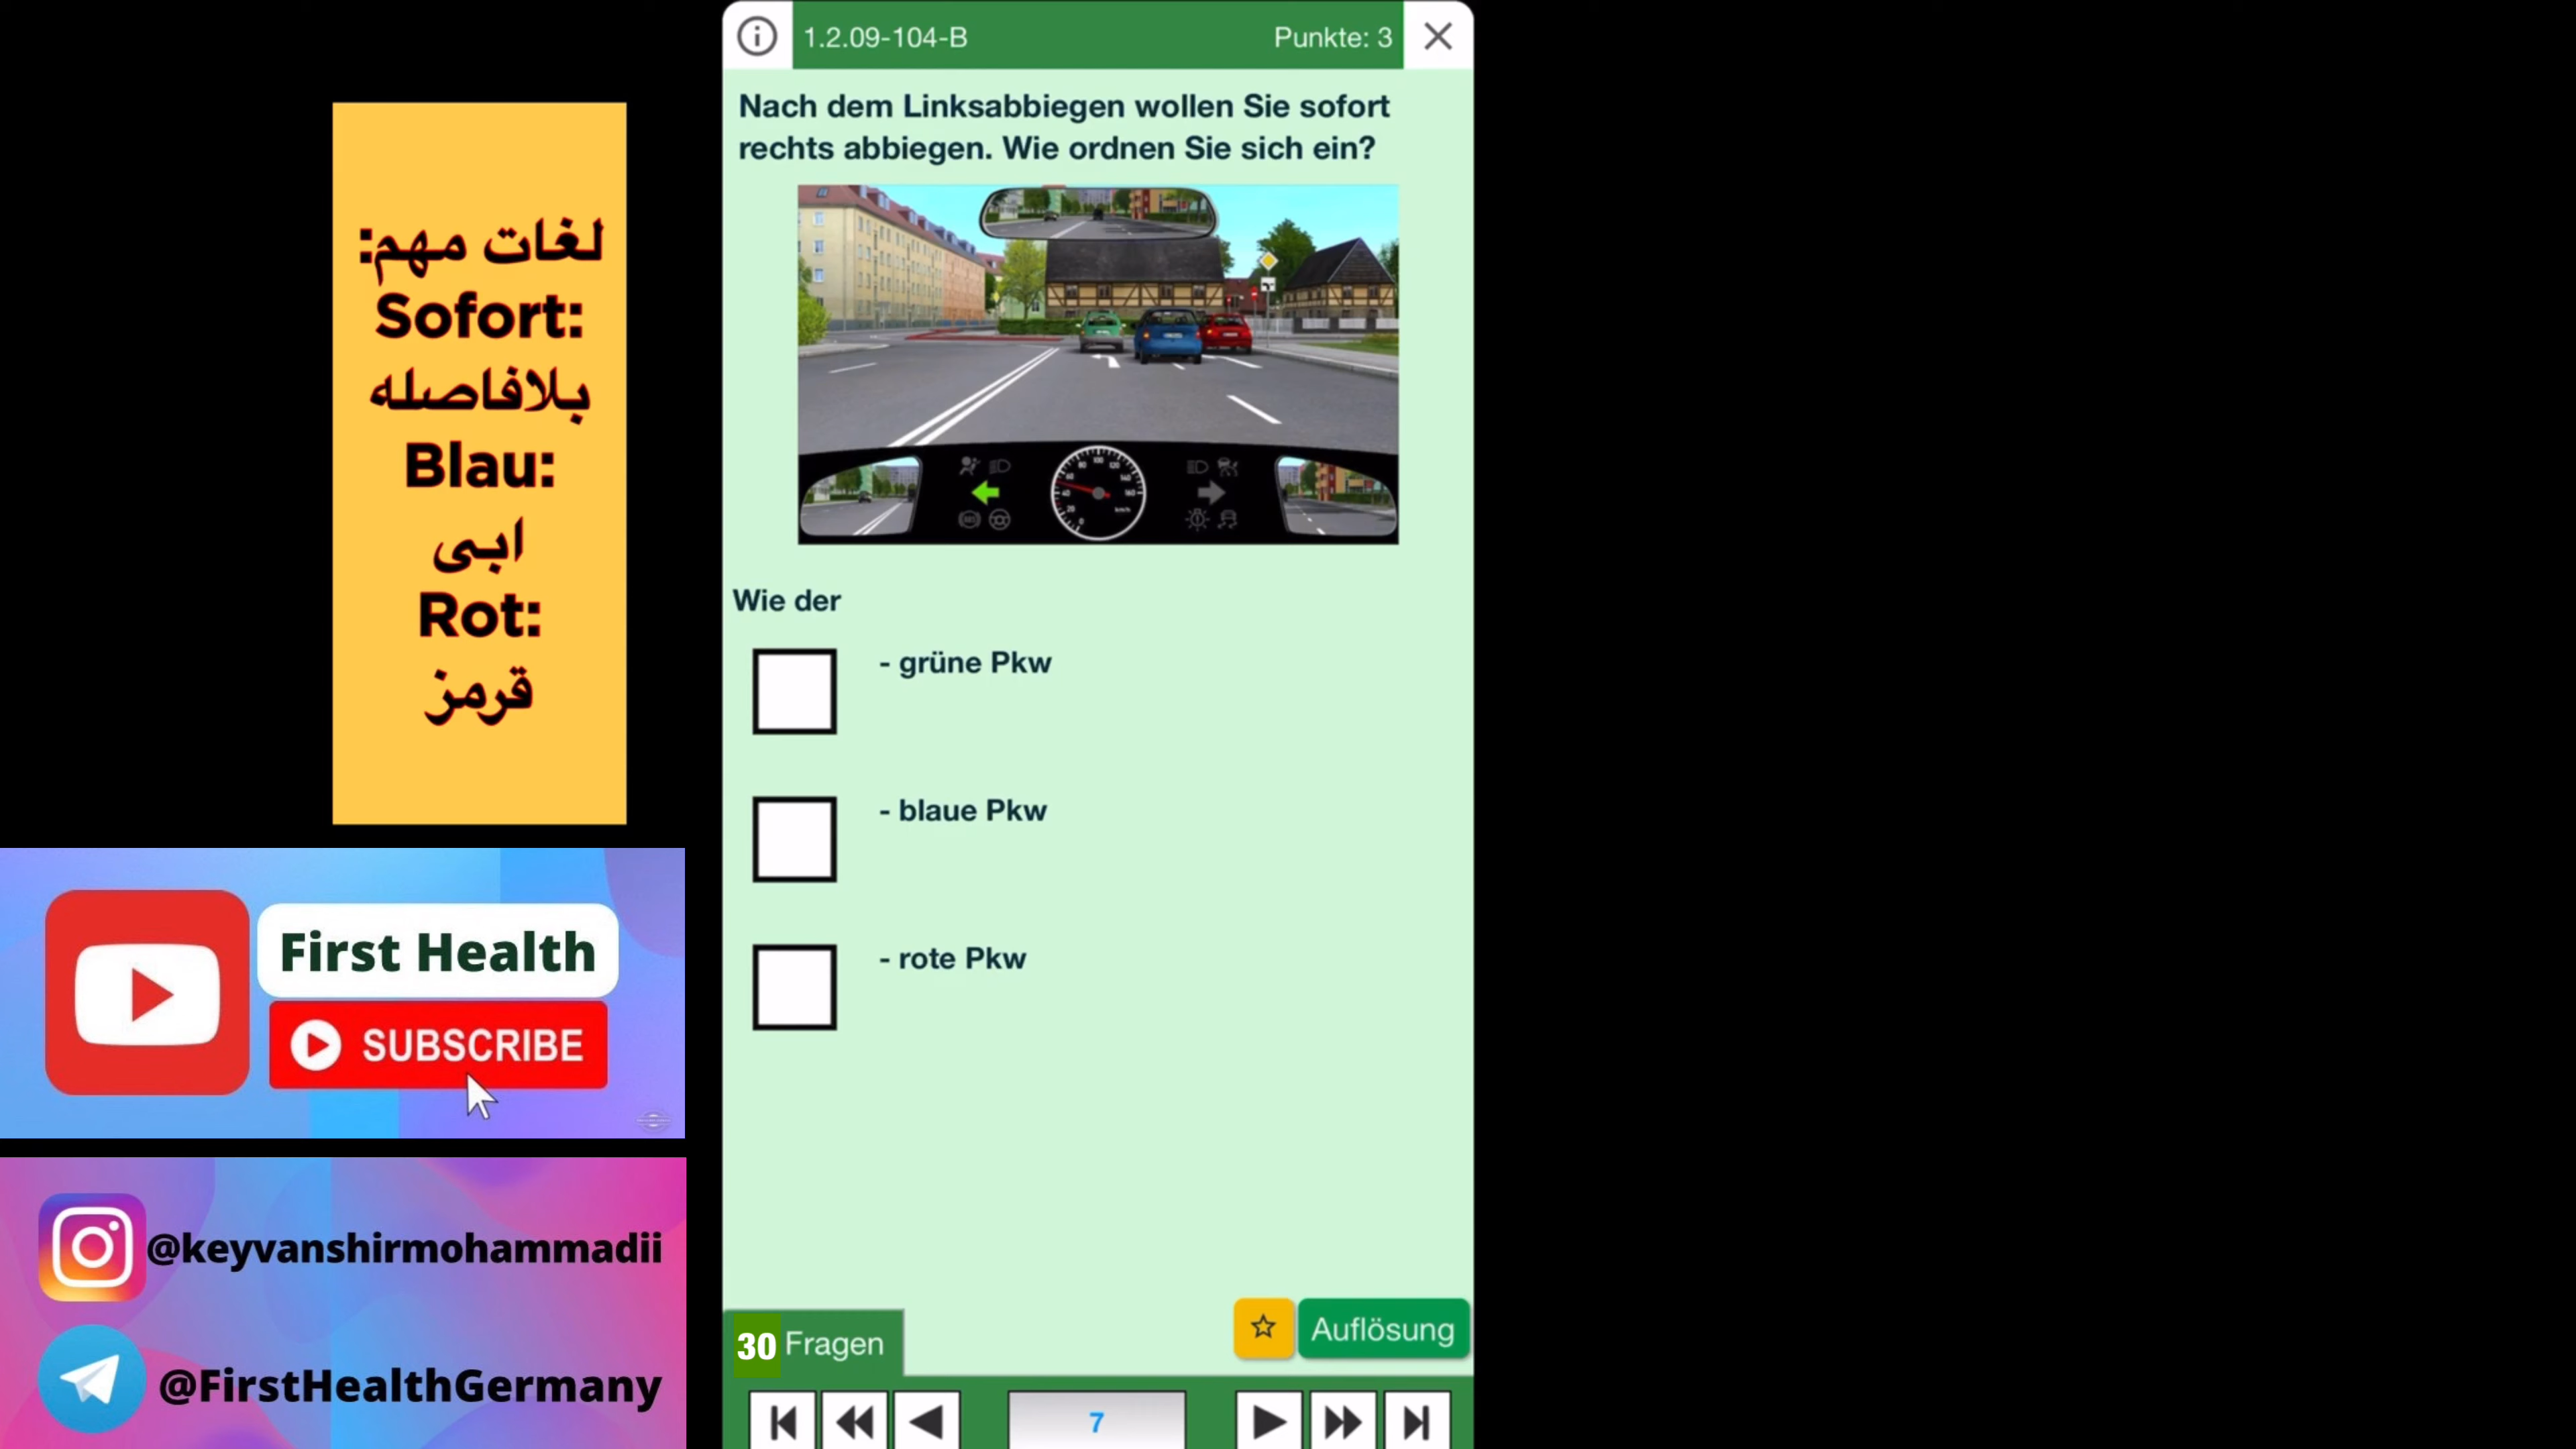 لغات مهم:
Sofort:
بلافاصله
Blau:
ابی
Rot:
قرمز
First Health
SUBSCRIBE
@keyvanshirmohammadii
@FirstHealthGermany
1.2.09-104-B
Punkte: 3
Nach dem Linksabbiegen wollen Sie sofort
rechts abbiegen. Wie ordnen Sie sich ein?
Wie der
- grüne Pkw
- blaue Pkw
- rote Pkw
30 Fragen
Auflösung
7